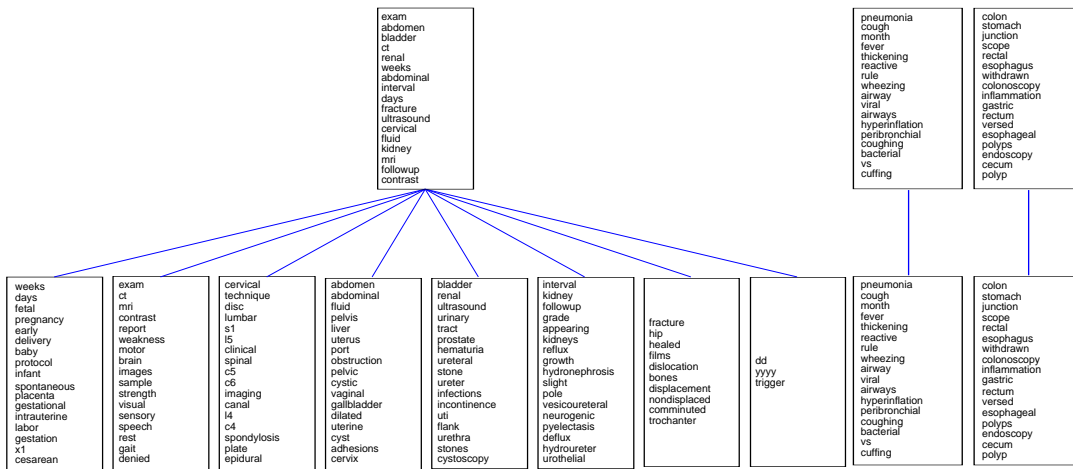 exam
abdomen
bladder
ct
renal
weeks
abdominal
interval
days
fracture
ultrasound
cervical
fluid
kidney
mri
followup
contrast
pneumonia
cough
month
fever
thickening
reactive
rule
wheezing
airway
viral
airways
hyperinflation
peribronchial
coughing
bacterial
vs
cuffing
colon
stomach
junction
scope
rectal
esophagus
withdrawn
colonoscopy
inflammation
gastric
rectum
versed
esophageal
polyps
endoscopy
cecum
polyp
weeks
days
fetal
pregnancy
early
delivery
baby
protocol
infant
spontaneous
placenta
gestational
intrauterine
labor
gestation
x1
cesarean
exam
ct
mri
contrast
report
weakness
motor
brain
images
sample
strength
visual
sensory
speech
rest
gait
denied
cervical
technique
disc
lumbar
s1
l5
clinical
spinal
c5
c6
imaging
canal
l4
c4
spondylosis
plate
epidural
abdomen
abdominal
fluid
pelvis
liver
uterus
port
obstruction
pelvic
cystic
vaginal
gallbladder
dilated
uterine
cyst
adhesions
cervix
bladder
renal
ultrasound
urinary
tract
prostate
hematuria
ureteral
stone
ureter
infections
incontinence
uti
flank
urethra
stones
cystoscopy
interval
kidney
followup
grade
appearing
kidneys
reflux
growth
hydronephrosis
slight
pole
vesicoureteral
neurogenic
pyelectasis
deflux
hydroureter
urothelial
fracture
hip
healed
films
dislocation
bones
displacement
nondisplaced
comminuted
trochanter
dd
yyyy
trigger
pneumonia
cough
month
fever
thickening
reactive
rule
wheezing
airway
viral
airways
hyperinflation
peribronchial
coughing
bacterial
vs
cuffing
colon
stomach
junction
scope
rectal
esophagus
withdrawn
colonoscopy
inflammation
gastric
rectum
versed
esophageal
polyps
endoscopy
cecum
polyp